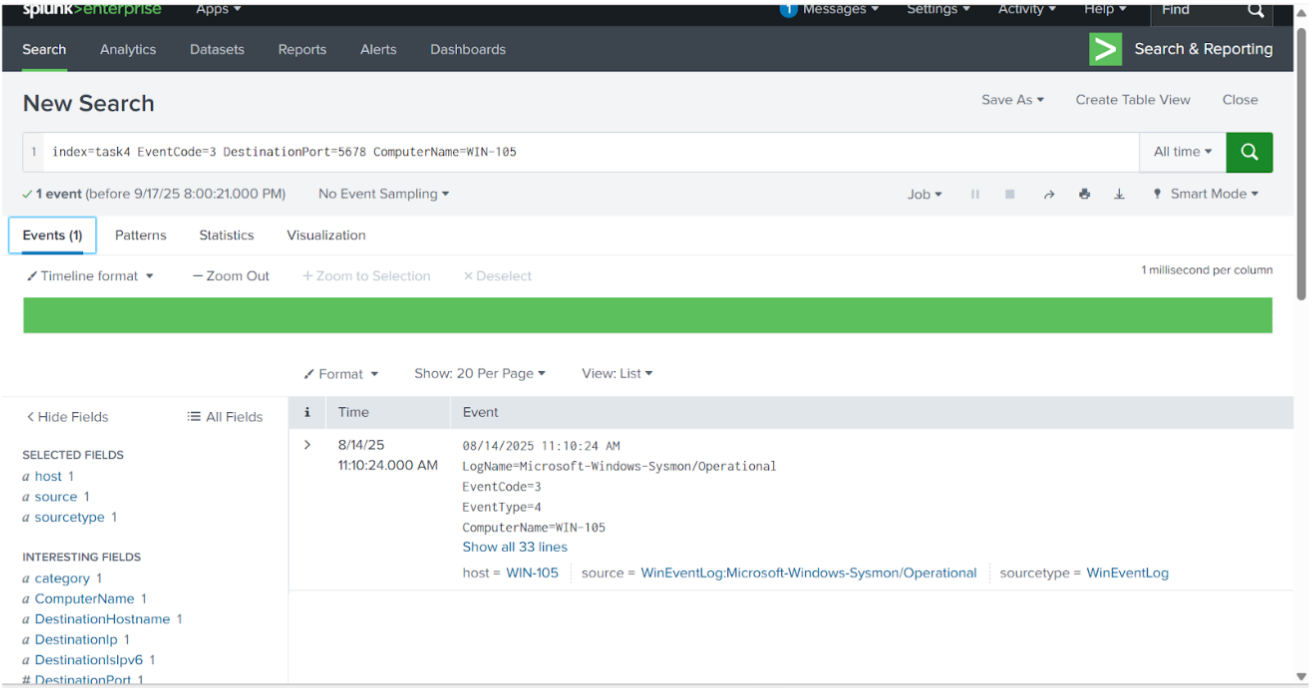 splunk>enterprise Apps Messages Settings Activity Help Find
1
Search Analytics Datasets Reports Alerts Dashboards Search & Reporting
New Search Save As Create Table View Close
1 index=task4 EventCode=3 DestinationPort=5678 ComputerName=WIN-105 All time
1 event (before 9/17/25 8:00:21.000 PM) No Event Sampling Job Smart Mode
Events (1) Patterns Statistics Visualization
Timeline format — Zoom Out + Zoom to Selection × Deselect 1 millisecond per column
Format Show: 20 Per Page View: List
< Hide Fields All Fields
i Time Event
SELECTED FIELDS
a host 1
a source 1
a sourcetype 1
INTERESTING FIELDS
a category 1
a ComputerName 1
a DestinationHostname 1
a DestinationIp 1
a DestinationIsIpv6 1
# DestinationPort 1
> 8/14/25
11:10:24.000 AM
08/14/2025 11:10:24 AM
LogName=Microsoft-Windows-Sysmon/Operational
EventCode=3
EventType=4
ComputerName=WIN-105
Show all 33 lines
host = WIN-105 source = WinEventLog:Microsoft-Windows-Sysmon/Operational sourcetype = WinEventLog